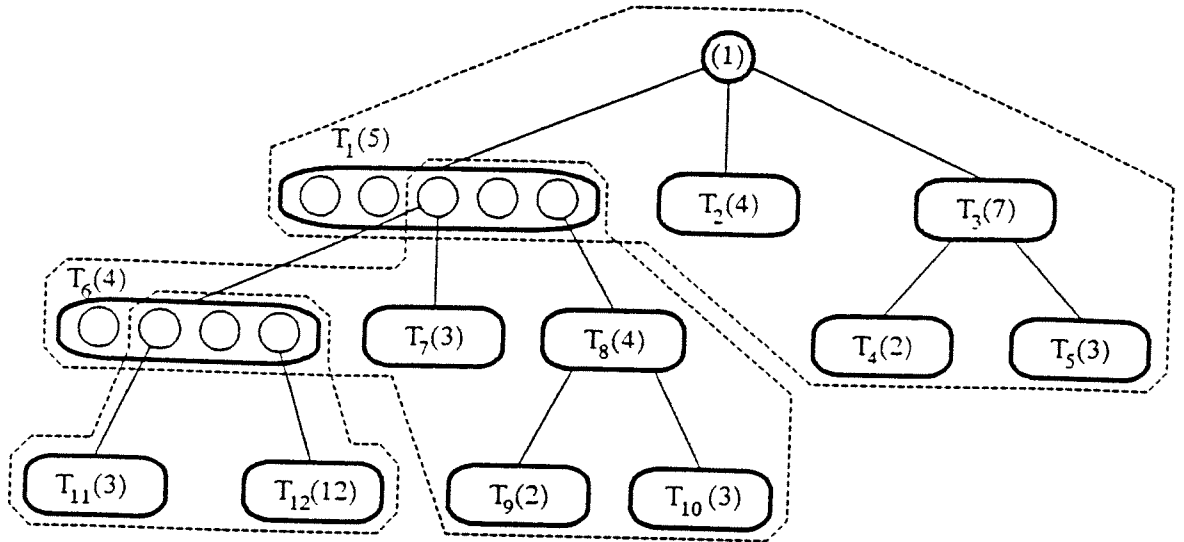 (1)
T1(5)
T2(4)
T3(7)
T6(4)
T7(3)
T8(4)
T4(2)
T5(3)
T11(3)
T12(12)
T9(2)
T10(3)